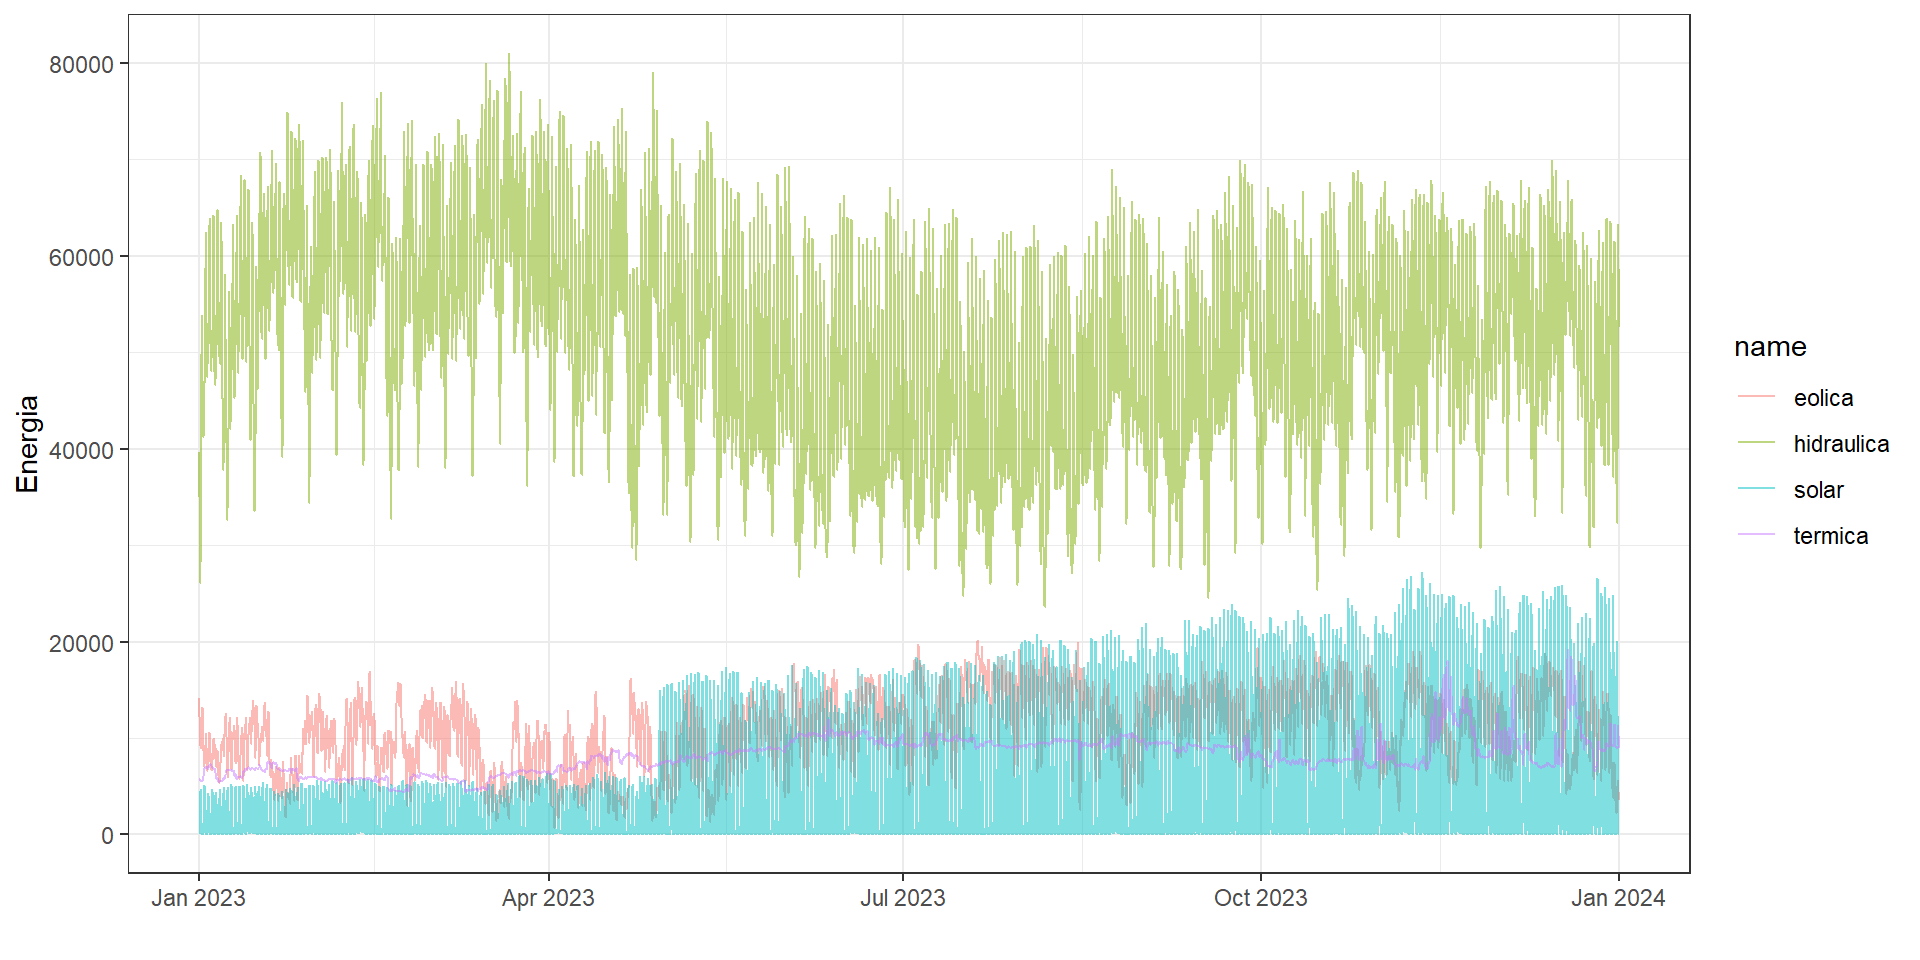 Energia
80000
60000
40000
20000
0
Jan 2023
Apr 2023
Jul 2023
Oct 2023
Jan 2024
name
eolica
hidraulica
solar
termica